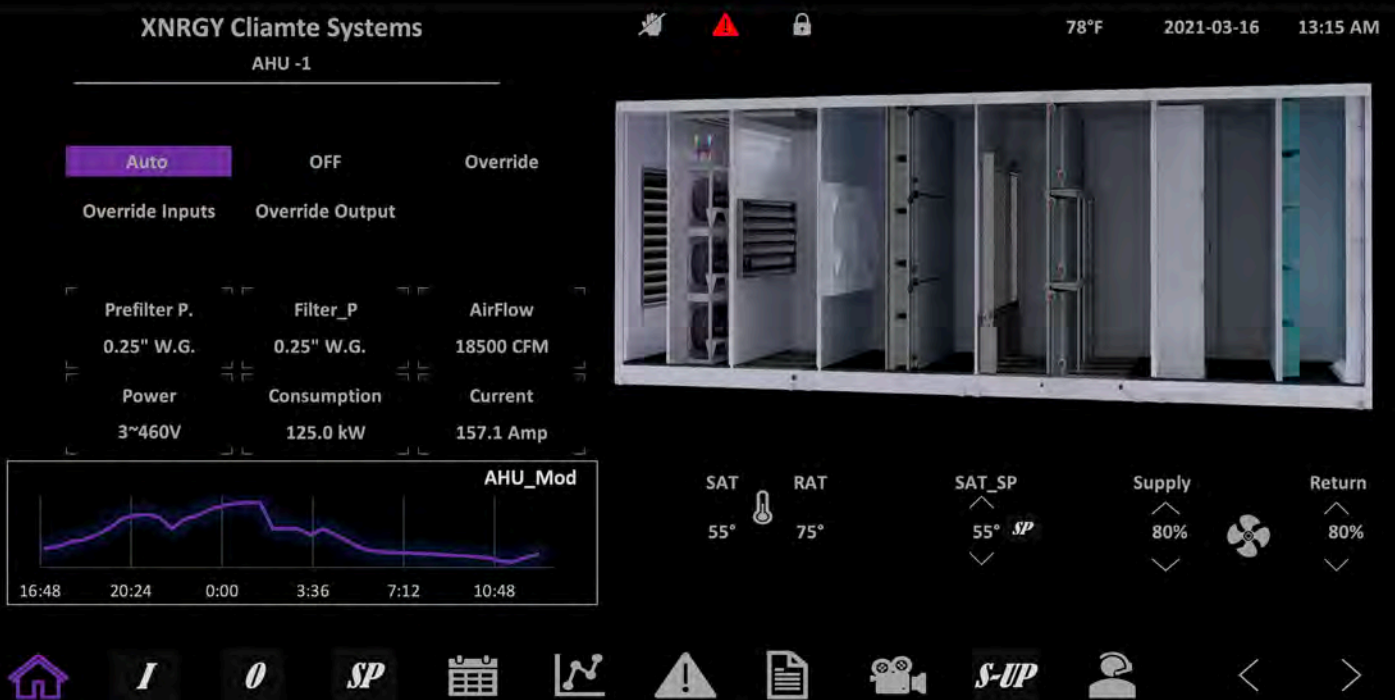 XNRGY Cliamte Systems
AHU -1
78°F 2021-03-16 13:15 AM
Auto OFF Override
Override Inputs Override Output
Prefilter P. Filter_P AirFlow
0.25" W.G. 0.25" W.G. 18500 CFM
Power Consumption Current
3~460V 125.0 kW 157.1 Amp
AHU_Mod
16:48 20:24 0:00 3:36 7:12 10:48
SAT RAT SAT_SP Supply Return
55° 75° 55° SP 80% 80%
I O SP S-UP